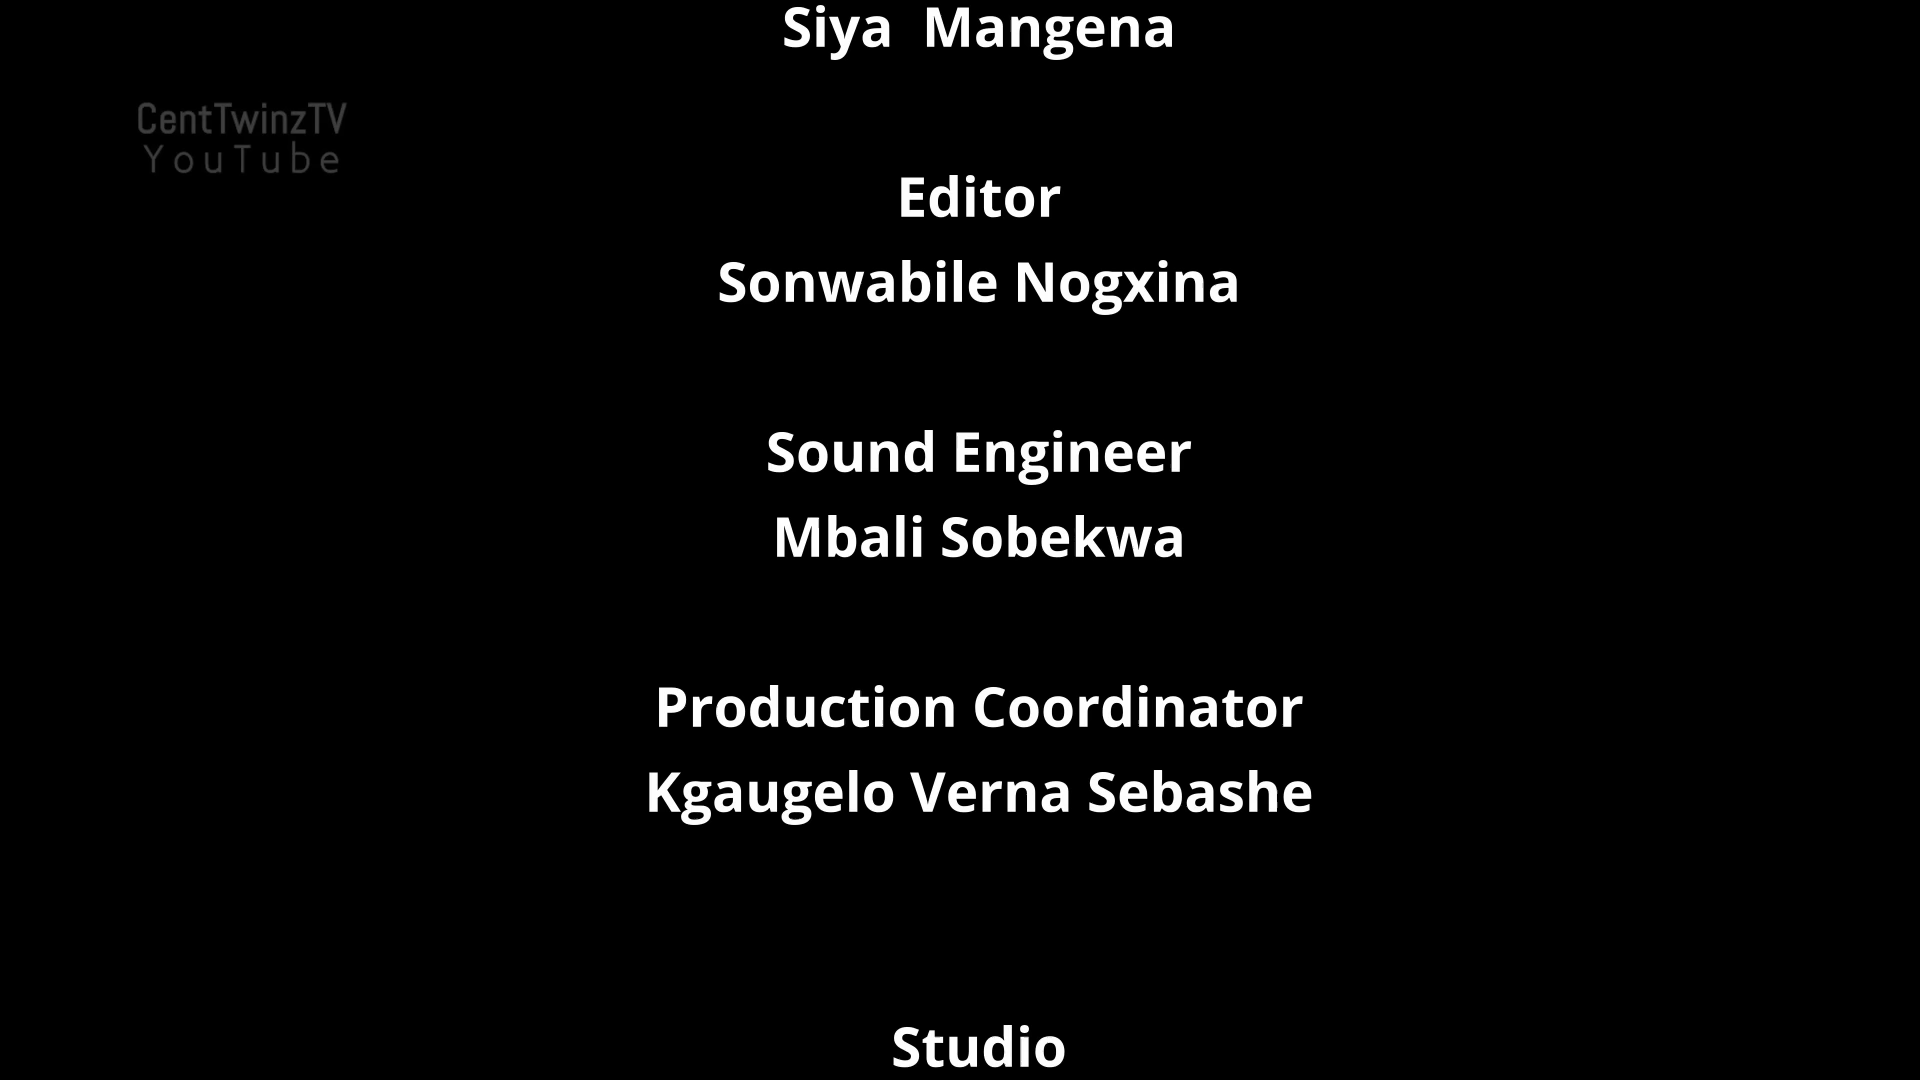 Siya  Mangena
CentTwinzTV
YouTube
Editor
Sonwabile Nogxina
Sound Engineer
Mbali Sobekwa
Production Coordinator
Kgaugelo Verna Sebashe
Studio